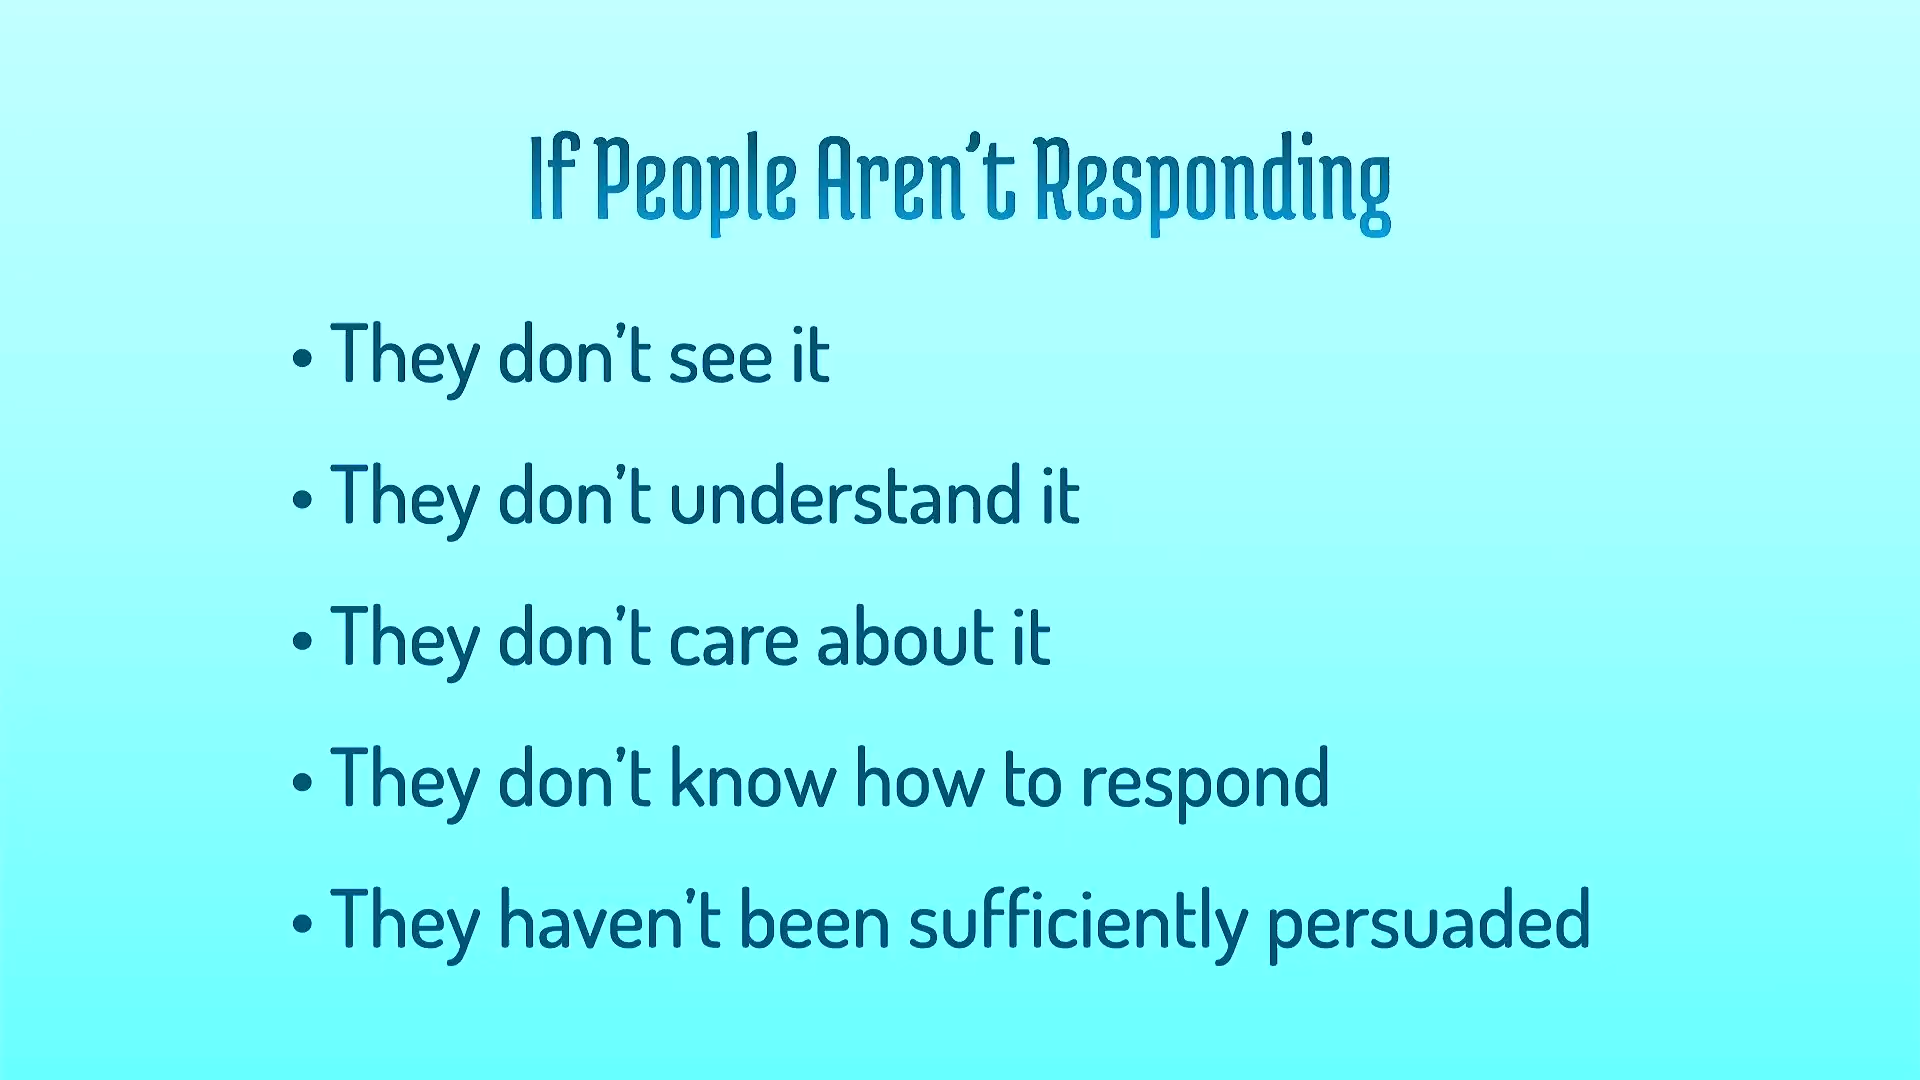 If People Aren’t Responding
• They don’t see it
• They don’t understand it
• They don’t care about it
• They don’t know how to respond
• They haven’t been sufficiently persuaded